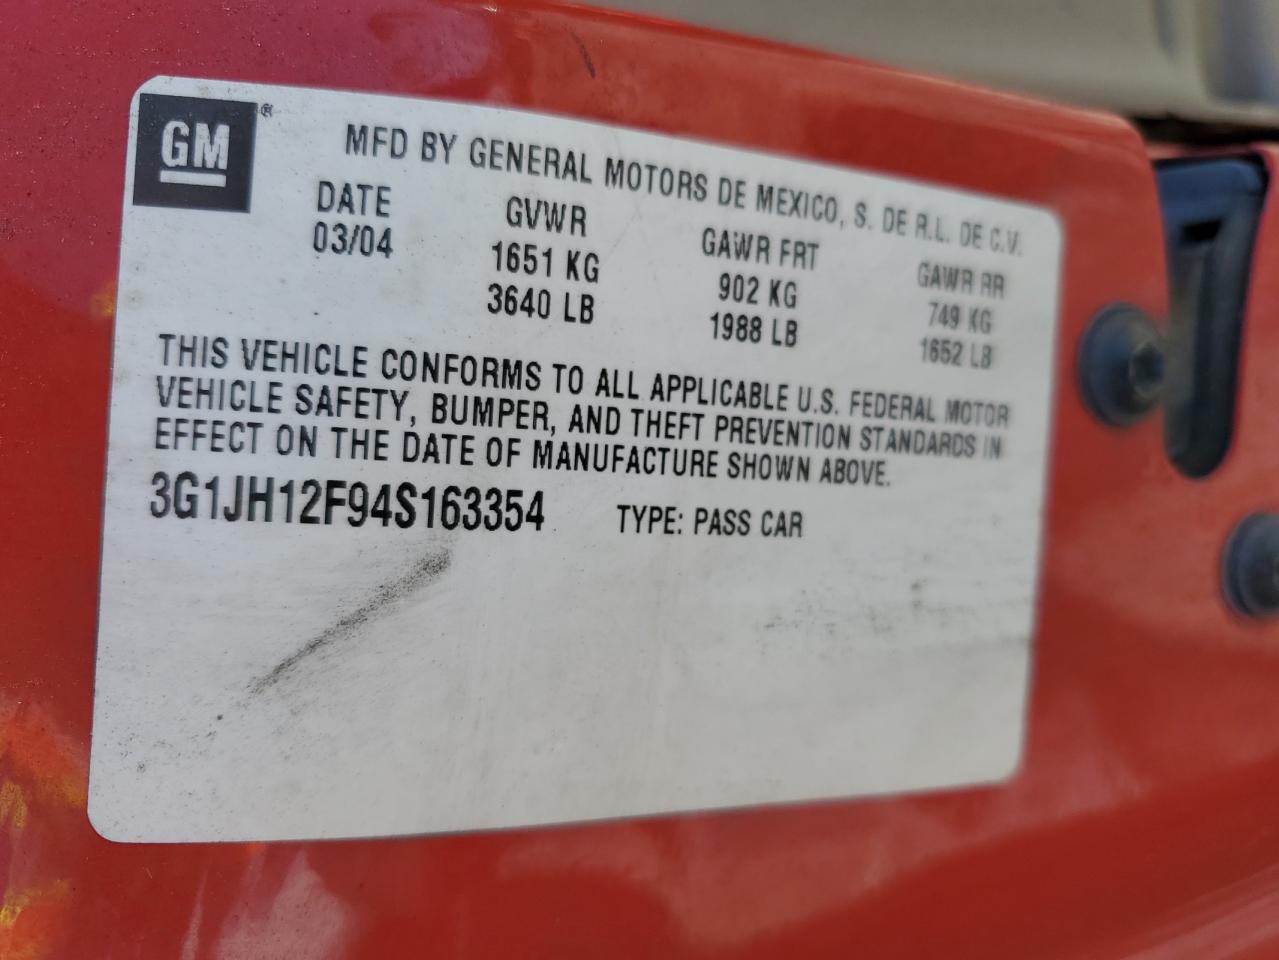 GM®
MFD BY GENERAL MOTORS DE MEXICO, S. DE R.L. DE C.V.
DATE GVWR GAWR FRT GAWR RR
03/04 1651 KG 902 KG 749 KG
3640 LB 1988 LB 1652 LB
THIS VEHICLE CONFORMS TO ALL APPLICABLE U.S. FEDERAL MOTOR
VEHICLE SAFETY, BUMPER, AND THEFT PREVENTION STANDARDS IN
EFFECT ON THE DATE OF MANUFACTURE SHOWN ABOVE.
3G1JH12F94S163354 TYPE: PASS CAR